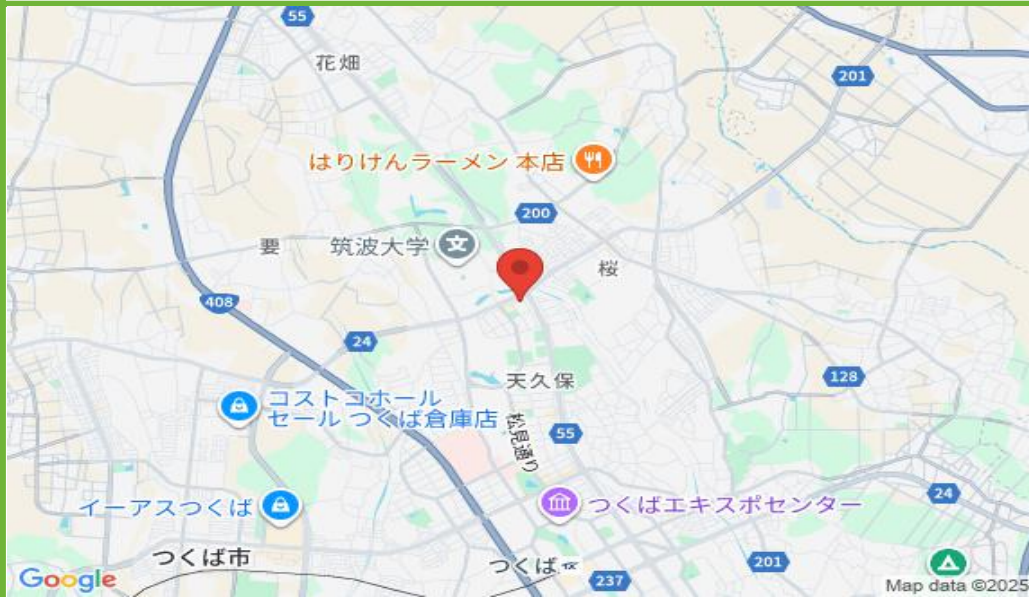 55
花畑
201
はりけんラーメン 本店
200
要
筑波大学
文
桜
408
24
天久保
128
コストコホール
セール つくば倉庫店
松見通り
55
イーアスつくば
つくばエキスポセンター
24
つくば市
つくば
201
237
Google
Map data ©2025